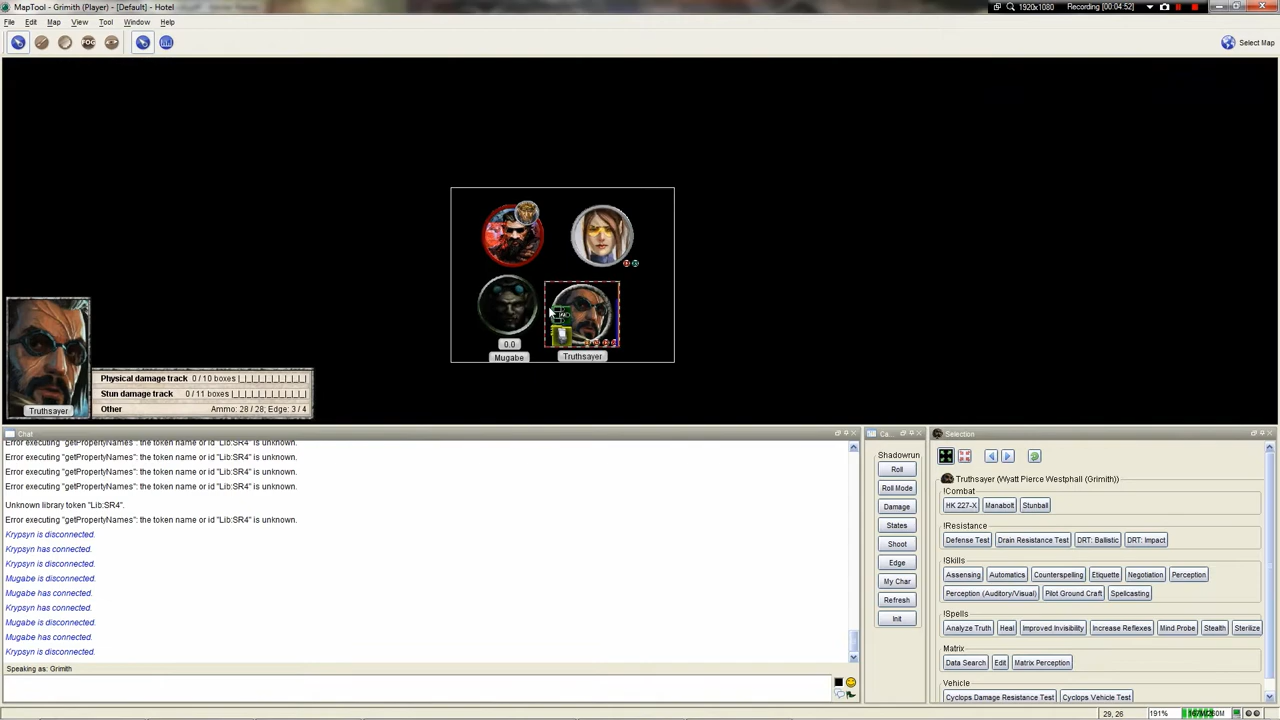 MapTool - Grimith (Player) - [Default] - Hotel
1920x1080 Recording [00:04:52]
File Edit Map View Tool Window Help
FOG
Select Map
0.0
Mugabe
Truthsayer
Physical damage track 0 / 10 boxes
Stun damage track 0 / 11 boxes
Other Ammo: 28 / 28; Edge: 3 / 4
Truthsayer
Chat
Error executing "getPropertyNames": the token name or id "Lib:SR4" is unknown.
Error executing "getPropertyNames": the token name or id "Lib:SR4" is unknown.
Error executing "getPropertyNames": the token name or id "Lib:SR4" is unknown.
Error executing "getPropertyNames": the token name or id "Lib:SR4" is unknown.
Unknown library token "Lib:SR4".
Error executing "getPropertyNames": the token name or id "Lib:SR4" is unknown.
Krypsyn is disconnected.
Krypsyn has connected.
Krypsyn is disconnected.
Mugabe is disconnected.
Mugabe has connected.
Krypsyn has connected.
Mugabe is disconnected.
Mugabe has connected.
Krypsyn is disconnected.
Speaking as: Grimith
Ca...
Shadowrun
Roll
Roll Mode
Damage
States
Shoot
Edge
My Char
Refresh
Init
Selection
Truthsayer (Wyatt Pierce Westphall (Grimith))
!Combat
HK 227-X Manabolt Stunball
!Resistance
Defense Test Drain Resistance Test DRT: Ballistic DRT: Impact
!Skills
Assensing Automatics Counterspelling Etiquette Negotiation Perception
Perception (Auditory/Visual) Pilot Ground Craft Spellcasting
!Spells
Analyze Truth Heal Improved Invisibility Increase Reflexes Mind Probe Stealth Sterilize
Matrix
Data Search Edit Matrix Perception
Vehicle
Cyclops Damage Resistance Test Cyclops Vehicle Test
29, 26 191% 167M/260M